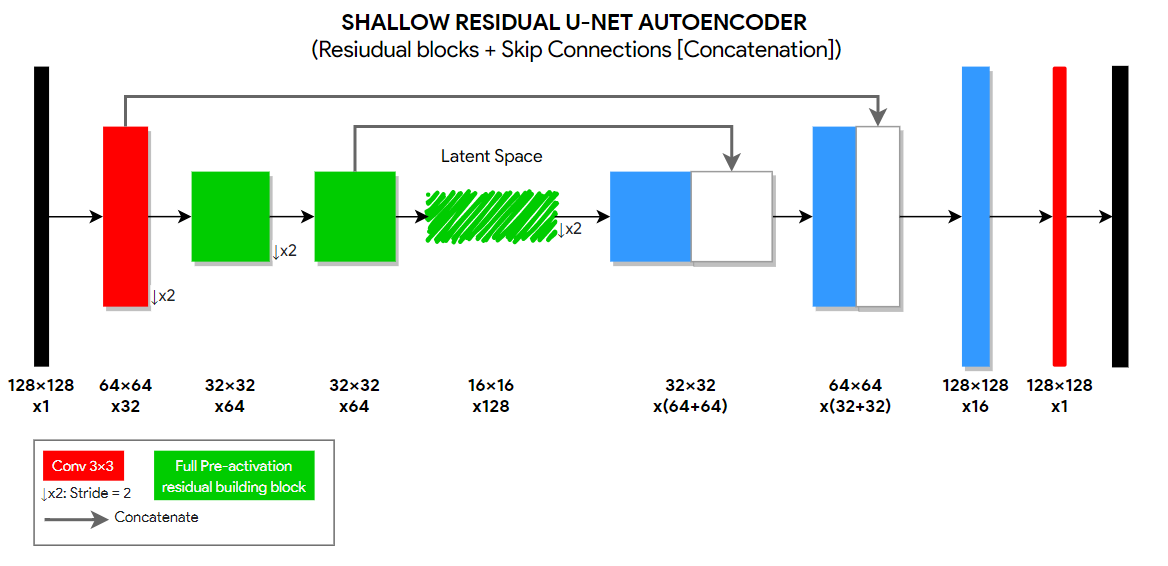 SHALLOW RESIDUAL U-NET AUTOENCODER
(Resiudual blocks + Skip Connections [Concatenation])
Latent Space
↓x2
↓x2
↓x2
128×128
x1
64×64
x32
32×32
x64
32×32
x64
16×16
x128
32×32
x(64+64)
64×64
x(32+32)
128×128
x16
128×128
x1
Conv 3×3
↓x2: Stride = 2
Full Pre-activation
residual building block
Concatenate